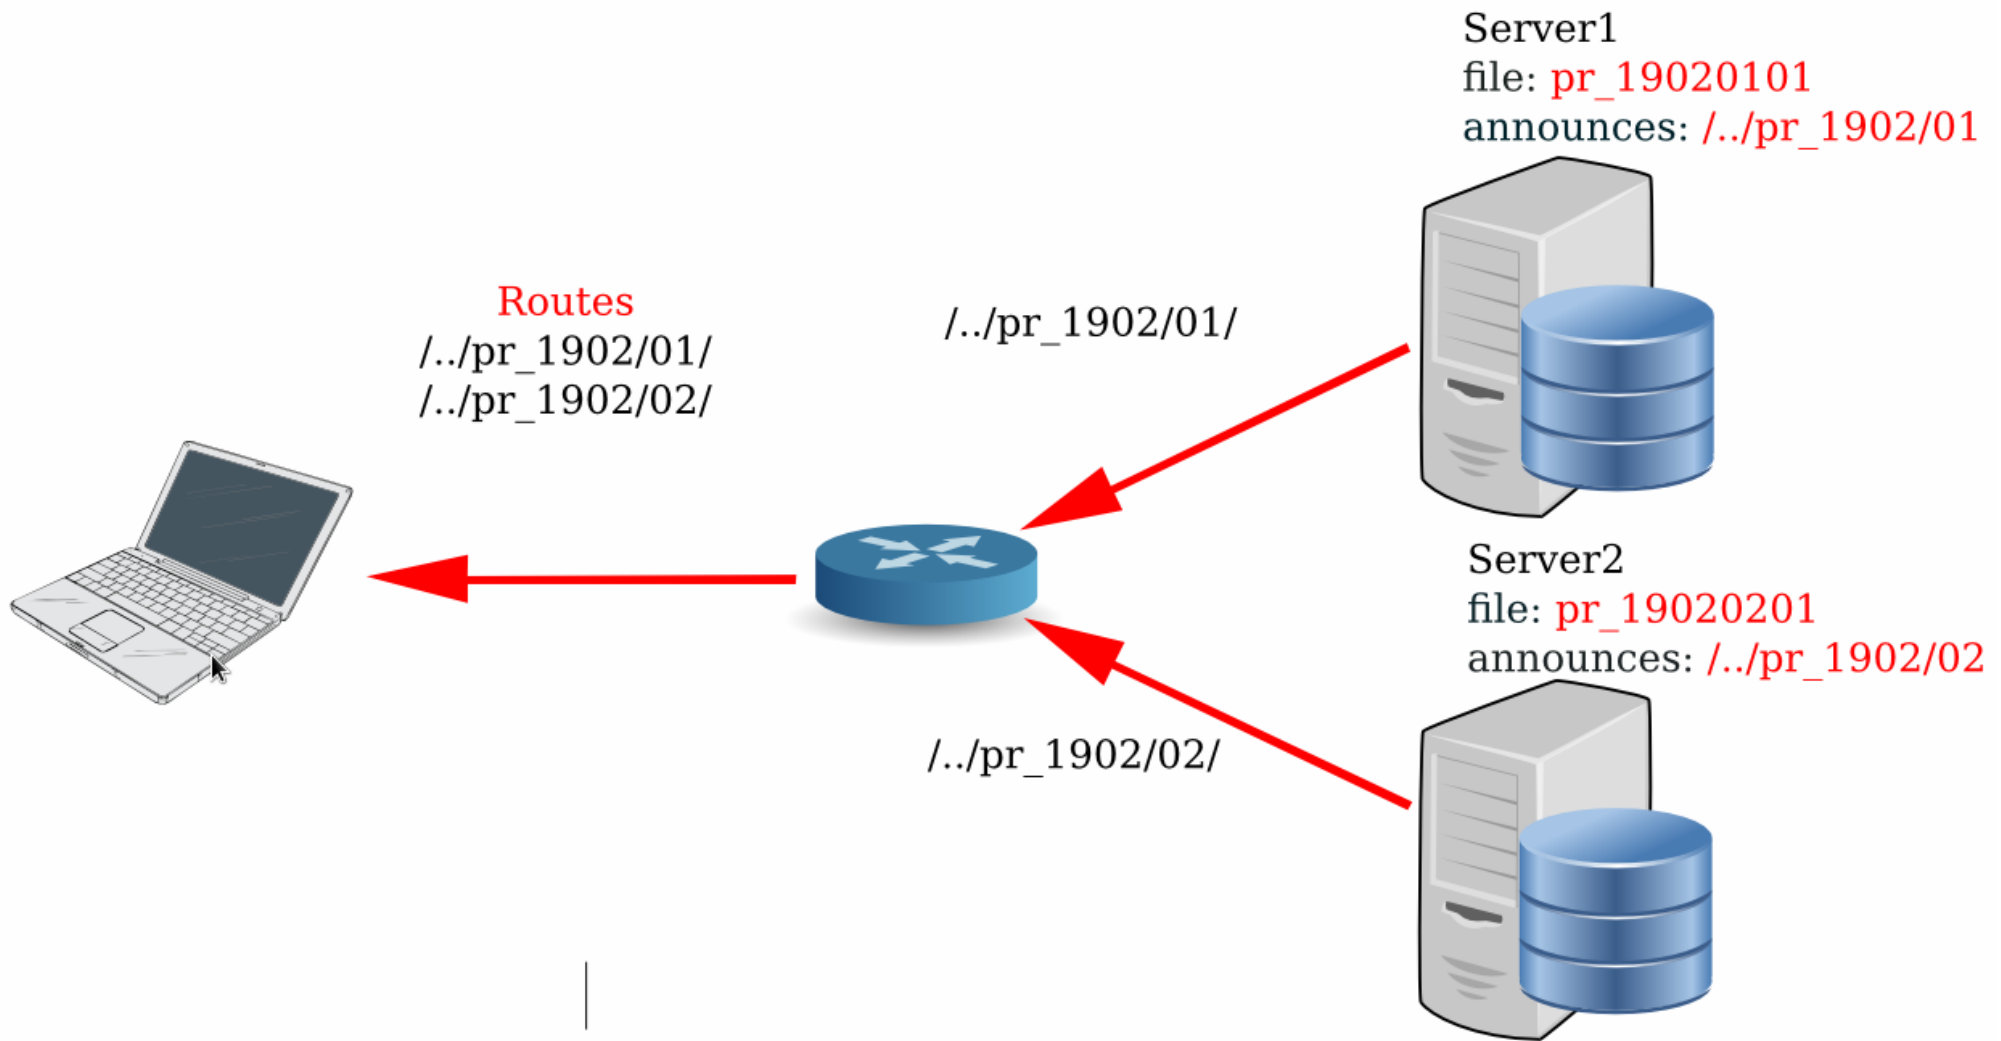 Server1
file: pr_19020101
announces: /../pr_1902/01
Routes
/../pr_1902/01/
/../pr_1902/02/
/../pr_1902/01/
Server2
file: pr_19020201
announces: /../pr_1902/02
/../pr_1902/02/